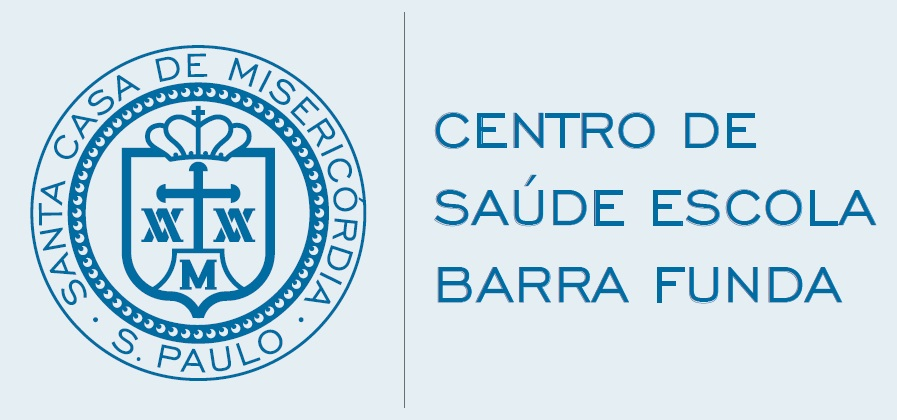 SANTA CASA DE MISERICÓRDIA
· S. PAULO ·
M
CENTRO DE
SAÚDE ESCOLA
BARRA FUNDA